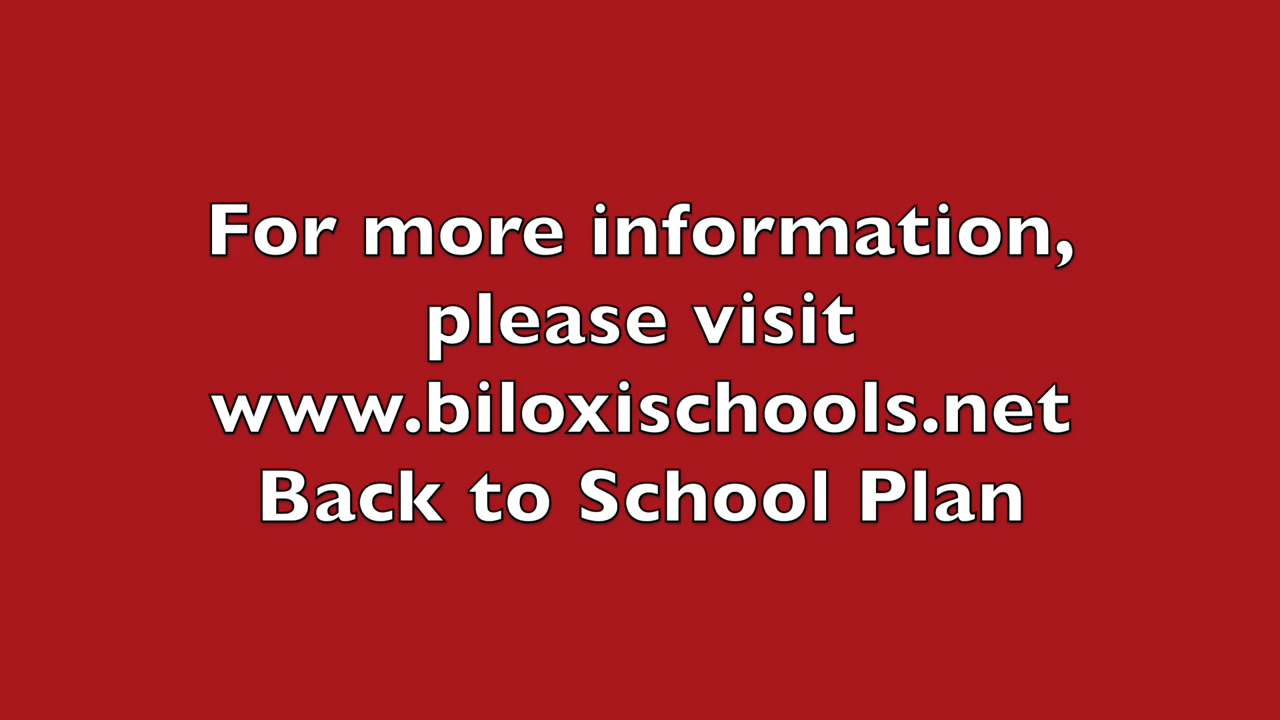 For more information,
please visit
www.biloxischools.net
Back to School Plan